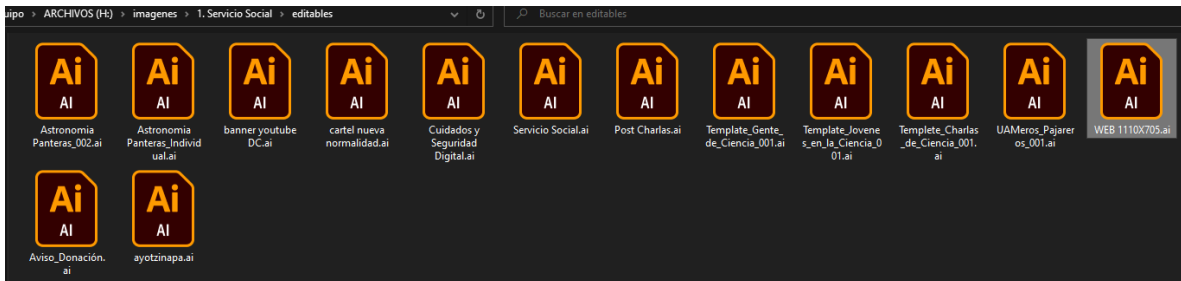 uipo > ARCHIVOS (H:) > imagenes > 1. Servicio Social > editables
Buscar en editables
Ai AI
Astronomia
Panteras_002.ai
Ai AI
Astronomia
Panteras_Individ
ual.ai
Ai AI
banner youtube
DC.ai
Ai AI
cartel nueva
normalidad.ai
Ai AI
Cuidados y
Seguridad
Digital.ai
Ai AI
Servicio Social.ai
Ai AI
Post Charlas.ai
Ai AI
Template_Gente_
de_Ciencia_001.ai
Ai AI
Template_Jovene
s_en_la_Ciencia_0
01.ai
Ai AI
Templete_Charlas
_de_Ciencia_001.
ai
Ai AI
UAMeros_Pajarer
os_001.ai
Ai AI
WEB 1110X705.ai
Ai AI
Aviso_Donación.
ai
Ai AI
ayotzinapa.ai